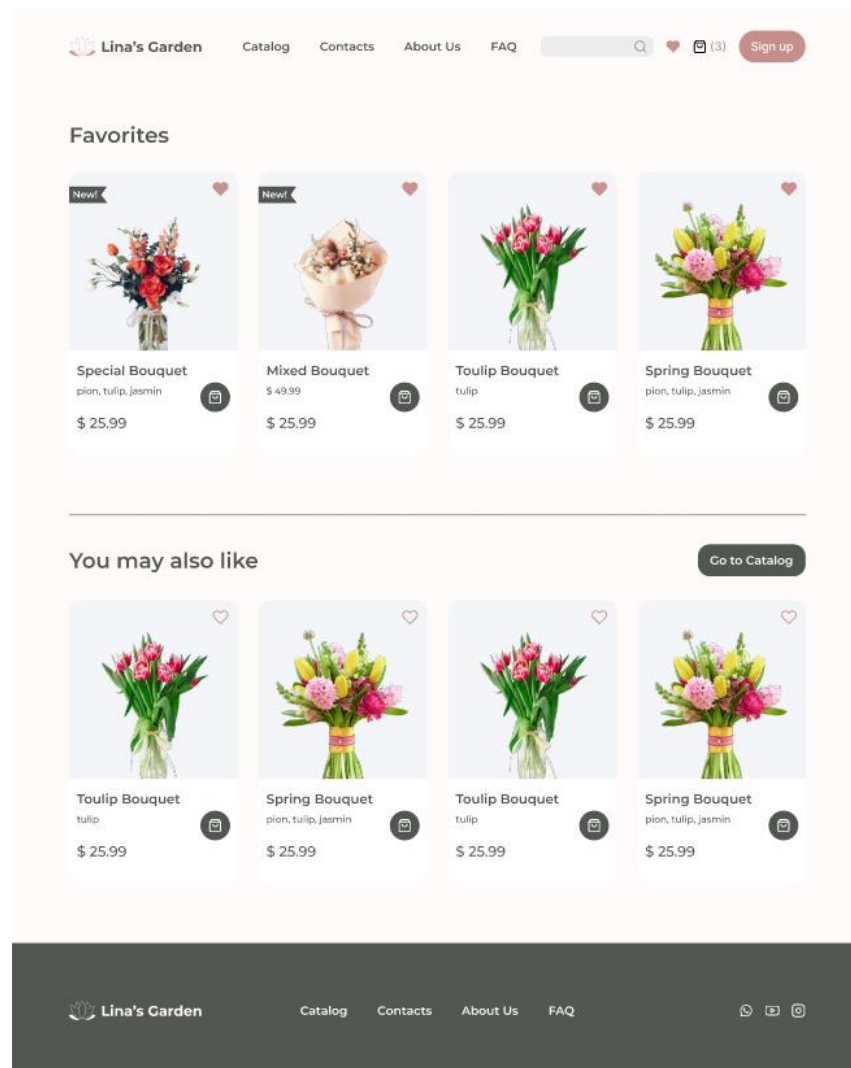 Lina's Garden Catalog Contacts About Us FAQ (3) Sign up
Favorites
New! New!
Special Bouquet Mixed Bouquet Toulip Bouquet Spring Bouquet
pion, tulip, jasmin $ 49.99 tulip pion, tulip, jasmin
$ 25.99 $ 25.99 $ 25.99 $ 25.99
You may also like Go to Catalog
Toulip Bouquet Spring Bouquet Toulip Bouquet Spring Bouquet
tulip pion, tulip, jasmin tulip pion, tulip, jasmin
$ 25.99 $ 25.99 $ 25.99 $ 25.99
Lina's Garden Catalog Contacts About Us FAQ